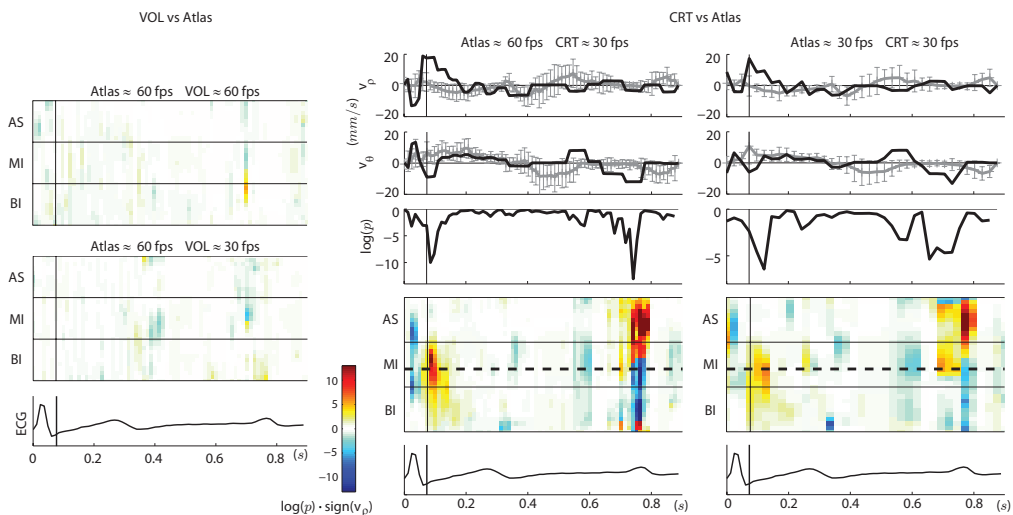 VOL vs Atlas
Atlas ≈ 60 fps VOL ≈ 60 fps
AS
MI
BI
Atlas ≈ 60 fps VOL ≈ 30 fps
AS
MI
BI
ECG
0 0.2 0.4 0.6 0.8 (s)
10
5
0
−5
−10
log(p) · sign(vρ)
CRT vs Atlas
Atlas ≈ 60 fps CRT ≈ 30 fps
Atlas ≈ 30 fps CRT ≈ 30 fps
vρ
20
0
−20
20
0
−20
(mm/s)
vθ
20
0
−20
20
0
−20
log(p)
0
−5
−10
0
−5
AS
MI
BI
AS
MI
BI
0 0.2 0.4 0.6 0.8 (s)
0 0.2 0.4 0.6 0.8 (s)